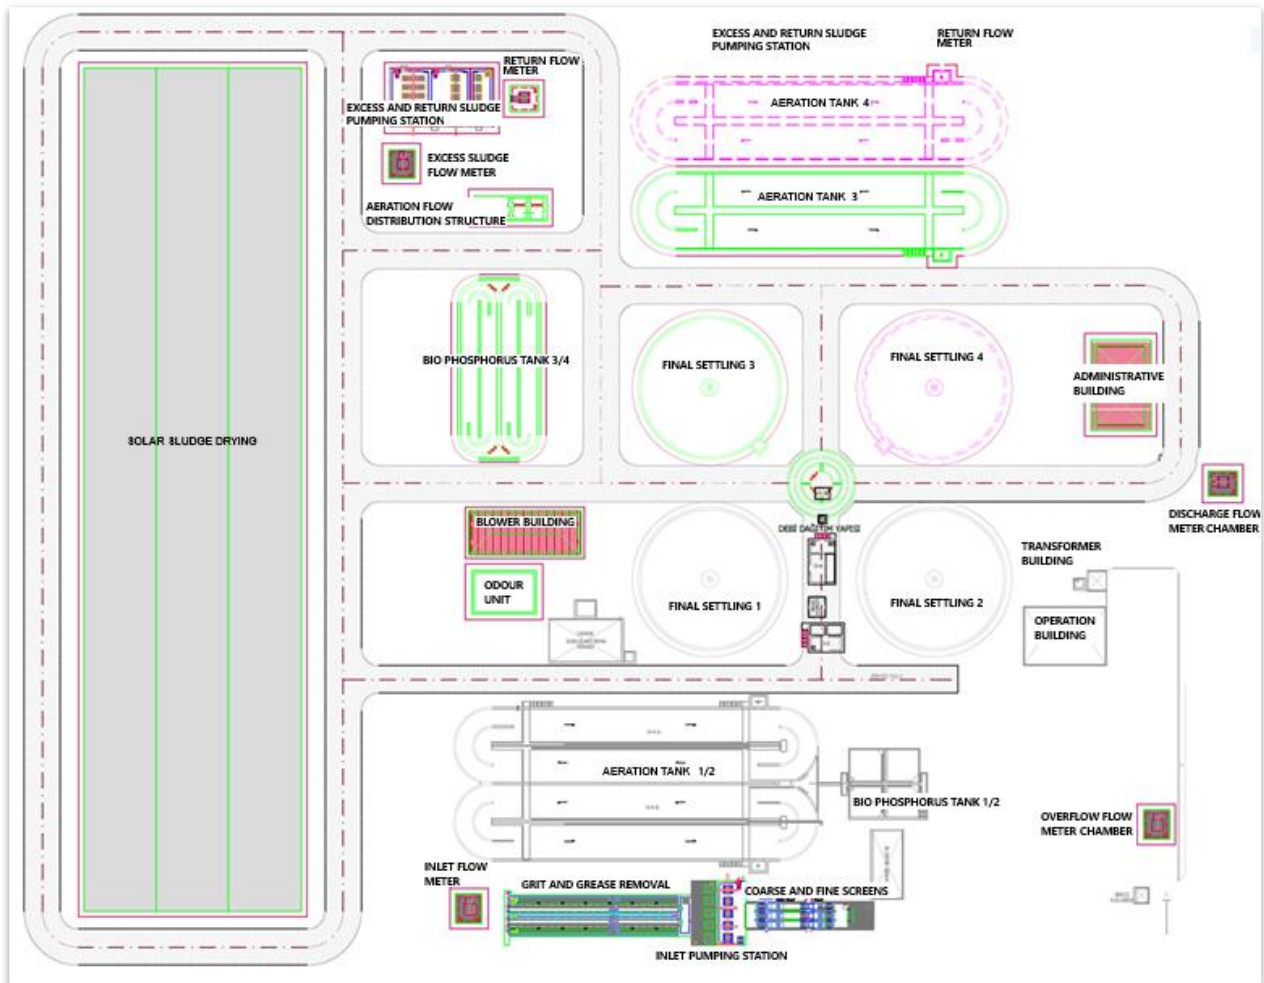 EXCESS AND RETURN SLUDGE
PUMPING STATION
RETURN FLOW
METER
RETURN FLOW
METER
EXCESS AND RETURN SLUDGE
PUMPING STATION
AERATION TANK 4
EXCESS SLUDGE
FLOW METER
AERATION TANK 3
AERATION FLOW
DISTRIBUTION STRUCTURE
BIO PHOSPHORUS TANK 3/4
FINAL SETTLING 3
FINAL SETTLING 4
ADMINISTRATIVE
BUILDING
SOLAR SLUDGE DRYING
DISCHARGE FLOW
METER CHAMBER
BLOWER BUILDING
DEBİ DAĞITIM YAPISI
TRANSFORMER
BUILDING
ODOUR
UNIT
FINAL SETTLING 1
FINAL SETTLING 2
OPERATION
BUILDING
AERATION TANK 1/2
BIO PHOSPHORUS TANK 1/2
OVERFLOW FLOW
METER CHAMBER
INLET FLOW
METER
GRIT AND GREASE REMOVAL
COARSE AND FINE SCREENS
INLET PUMPING STATION